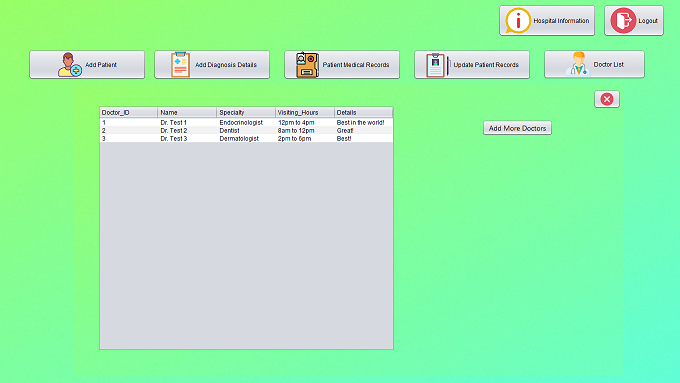 Hospital Information
Logout
Add Patient
Add Diagnosis Details
Patient Medical Records
Update Patient Records
Doctor List
Doctor_ID Name Specialty Visiting_Hours Details
1 Dr. Test 1 Endocrinologist 12pm to 4pm Best in the world!
2 Dr. Test 2 Dentist 8am to 12pm Great!
3 Dr. Test 3 Dermatologist 2pm to 6pm Best!
Add More Doctors